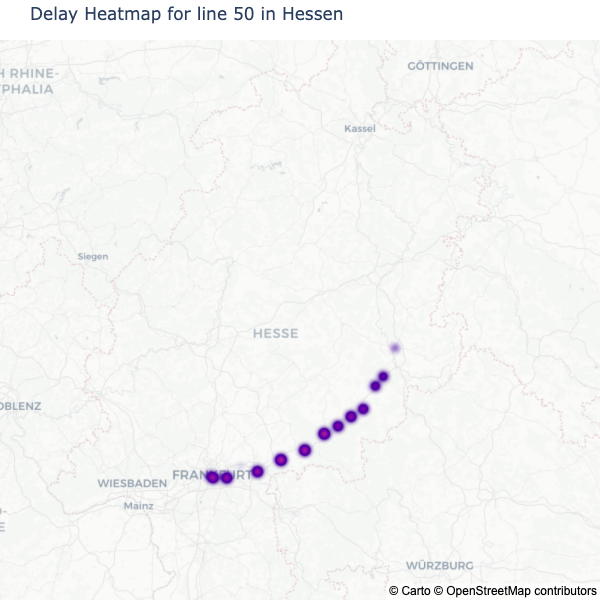 Delay Heatmap for line 50 in Hessen
GÖTTINGEN
H RHINE-
TPHALIA
Kassel
Siegen
HESSE
OBLENZ
FRANKFURT
WIESBADEN
Mainz
WÜRZBURG
© Carto © OpenStreetMap contributors